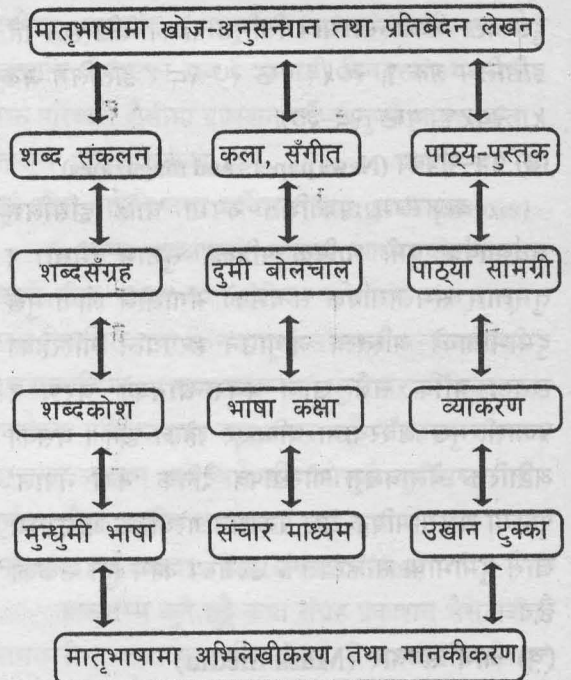 मातृभाषामा खोज-अनुसन्धान तथा प्रतिवेदन लेखन
शब्द संकलन कला, सँगीत पाठ्य-पुस्तक
शब्दसंग्रह दुमी बोलचाल पाठ्या सामग्री
शब्दकोश भाषा कक्षा व्याकरण
मुन्धुमी भाषा संचार माध्यम उखान टुक्का
मातृभाषामा अभिलेखीकरण तथा मानकीकरण